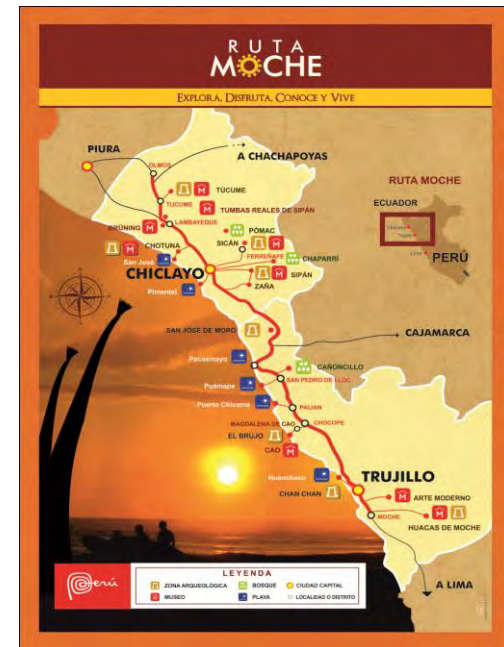 RUTA
MOCHE
EXPLORA, DISFRUTA, CONOCE Y VIVE
PIURA
OLMOS
A CHACHAPOYAS
RUTA MOCHE
ECUADOR
PERÚ
TÚCUME
TÚCUME
TUMBAS REALES DE SIPÁN
LAMBAYEQUE
BRÜNING
PÓMAC
SICÁN
FERREÑAFE
CHOTUNA
San José
CHAPARRÍ
CHICLAYO
SIPÁN
ZAÑA
Pimentel
SAN JOSE DE MORO
CAJAMARCA
Pacasmayo
CAÑONCILLO
SAN PEDRO DE LLOC
Puémape
Puerto Chicama
PAIJAN
MAGDALENA DE CAO
CHOCOPE
EL BRUJO
CAO
Huanchaco
TRUJILLO
CHAN CHAN
ARTE MODERNO
MOCHE
HUACAS DE MOCHE
A LIMA
Perú
LEYENDA
ZONA ARQUEOLÓGICA
BOSQUE
CIUDAD CAPITAL
MUSEO
PLAYA
LOCALIDAD O DISTRITO